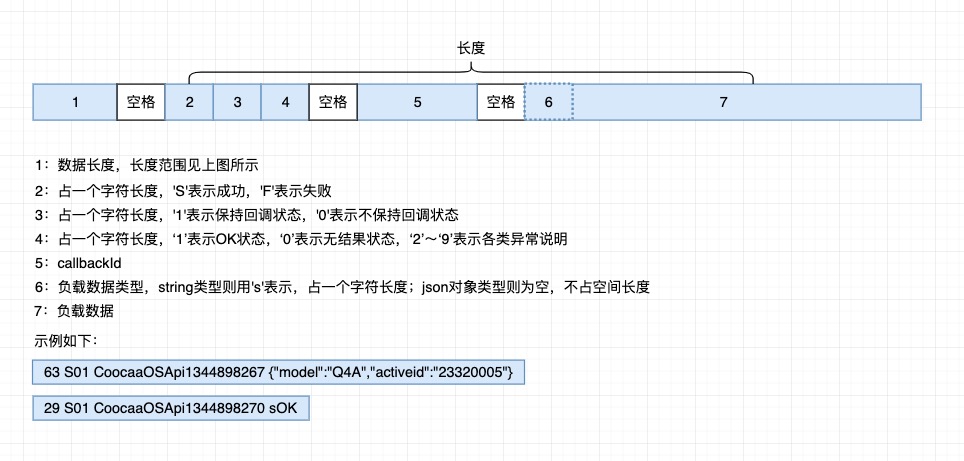 长度
1 空格 2 3 4 空格 5 空格 6 7
1：数据长度，长度范围见上图所示
2：占一个字符长度，'S'表示成功，'F'表示失败
3：占一个字符长度，'1'表示保持回调状态，'0'表示不保持回调状态
4：占一个字符长度，‘1’表示OK状态，‘0’表示无结果状态，‘2’～‘9’表示各类异常说明
5：callbackId
6：负载数据类型，string类型则用's'表示，占一个字符长度；json对象类型则为空，不占空间长度
7：负载数据
示例如下：
63 S01 CoocaaOSApi1344898267 {"model":"Q4A","activeid":"23320005"}
29 S01 CoocaaOSApi1344898270 sOK